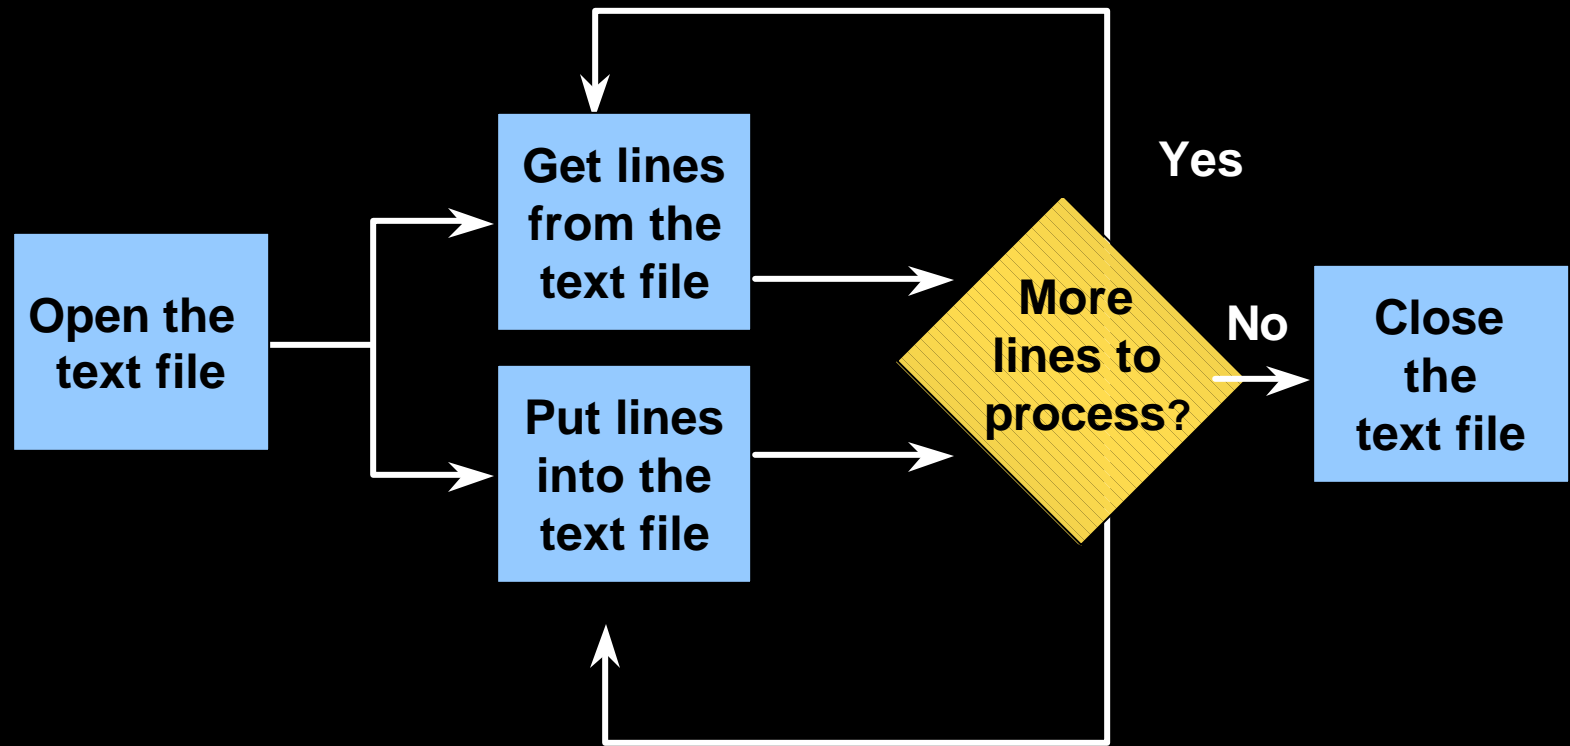 Open the
text file
Get lines
from the
text file
Put lines
into the
text file
More
lines to
process?
Yes
No
Close
the
text file